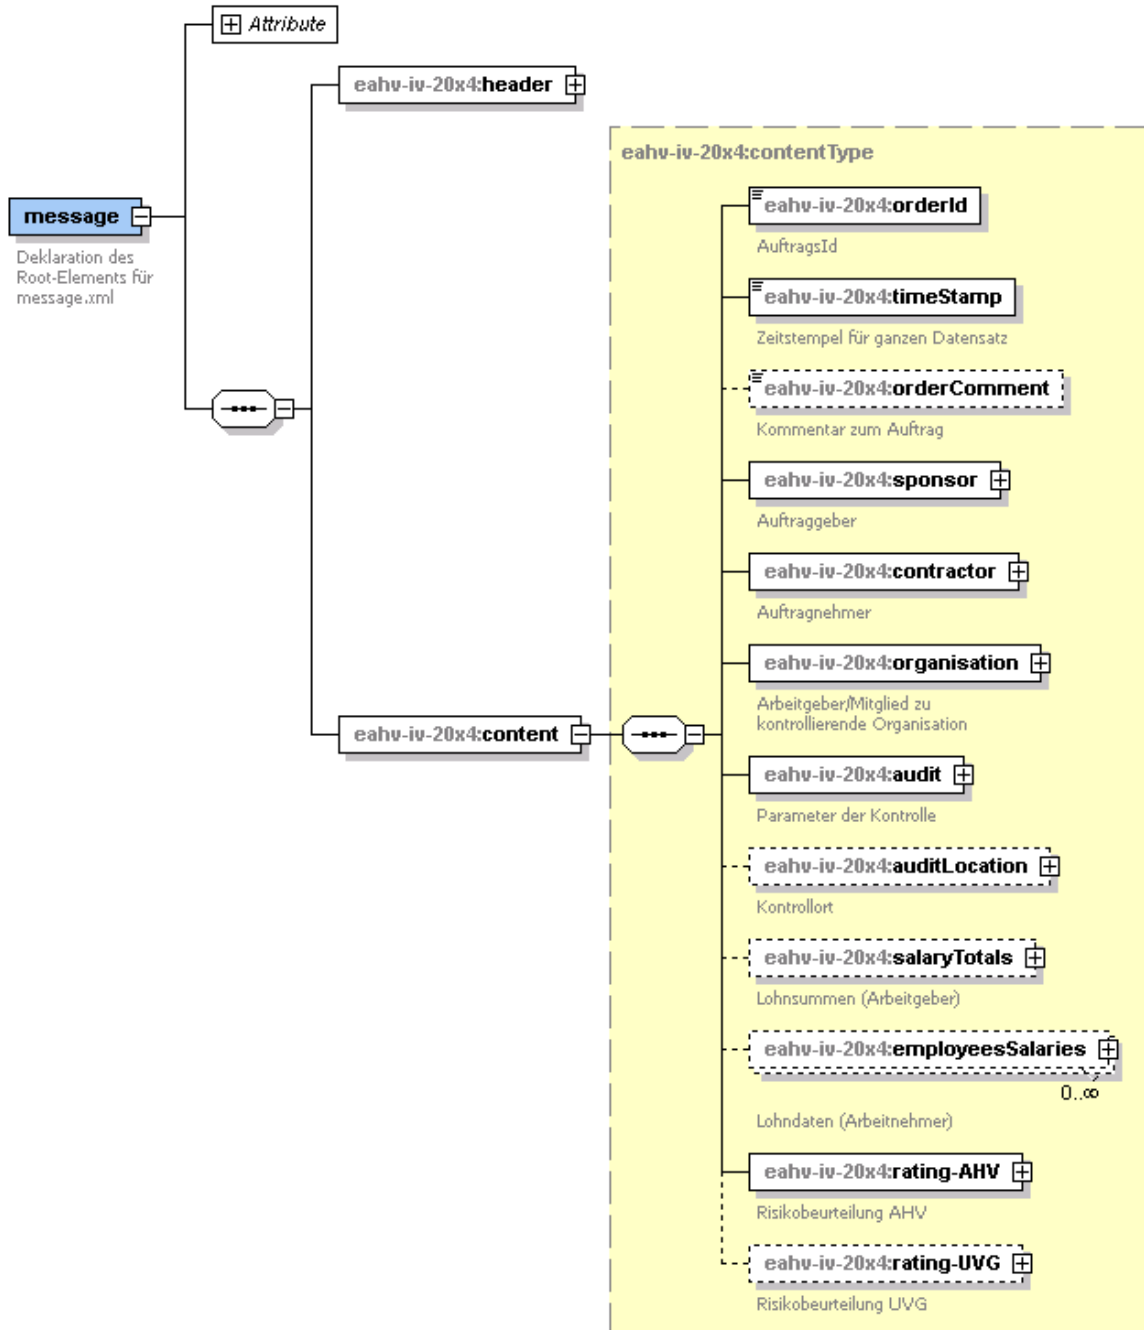 Attribute
eahv-iv-20x4:header
eahv-iv-20x4:contentType
eahv-iv-20x4:orderId
AuftragsId
message
Deklaration des
Root-Elements für
message.xml
eahv-iv-20x4:timeStamp
Zeitstempel für ganzen Datensatz
eahv-iv-20x4:orderComment
Kommentar zum Auftrag
eahv-iv-20x4:sponsor
Auftraggeber
eahv-iv-20x4:contractor
Auftragnehmer
eahv-iv-20x4:organisation
Arbeitgeber/Mitglied zu
kontrollierende Organisation
eahv-iv-20x4:content
eahv-iv-20x4:audit
Parameter der Kontrolle
eahv-iv-20x4:auditLocation
Kontrollort
eahv-iv-20x4:salaryTotals
Lohnsummen (Arbeitgeber)
eahv-iv-20x4:employeesSalaries
0..∞
Lohndaten (Arbeitnehmer)
eahv-iv-20x4:rating-AHV
Risikobeurteilung AHV
eahv-iv-20x4:rating-UVG
Risikobeurteilung UVG